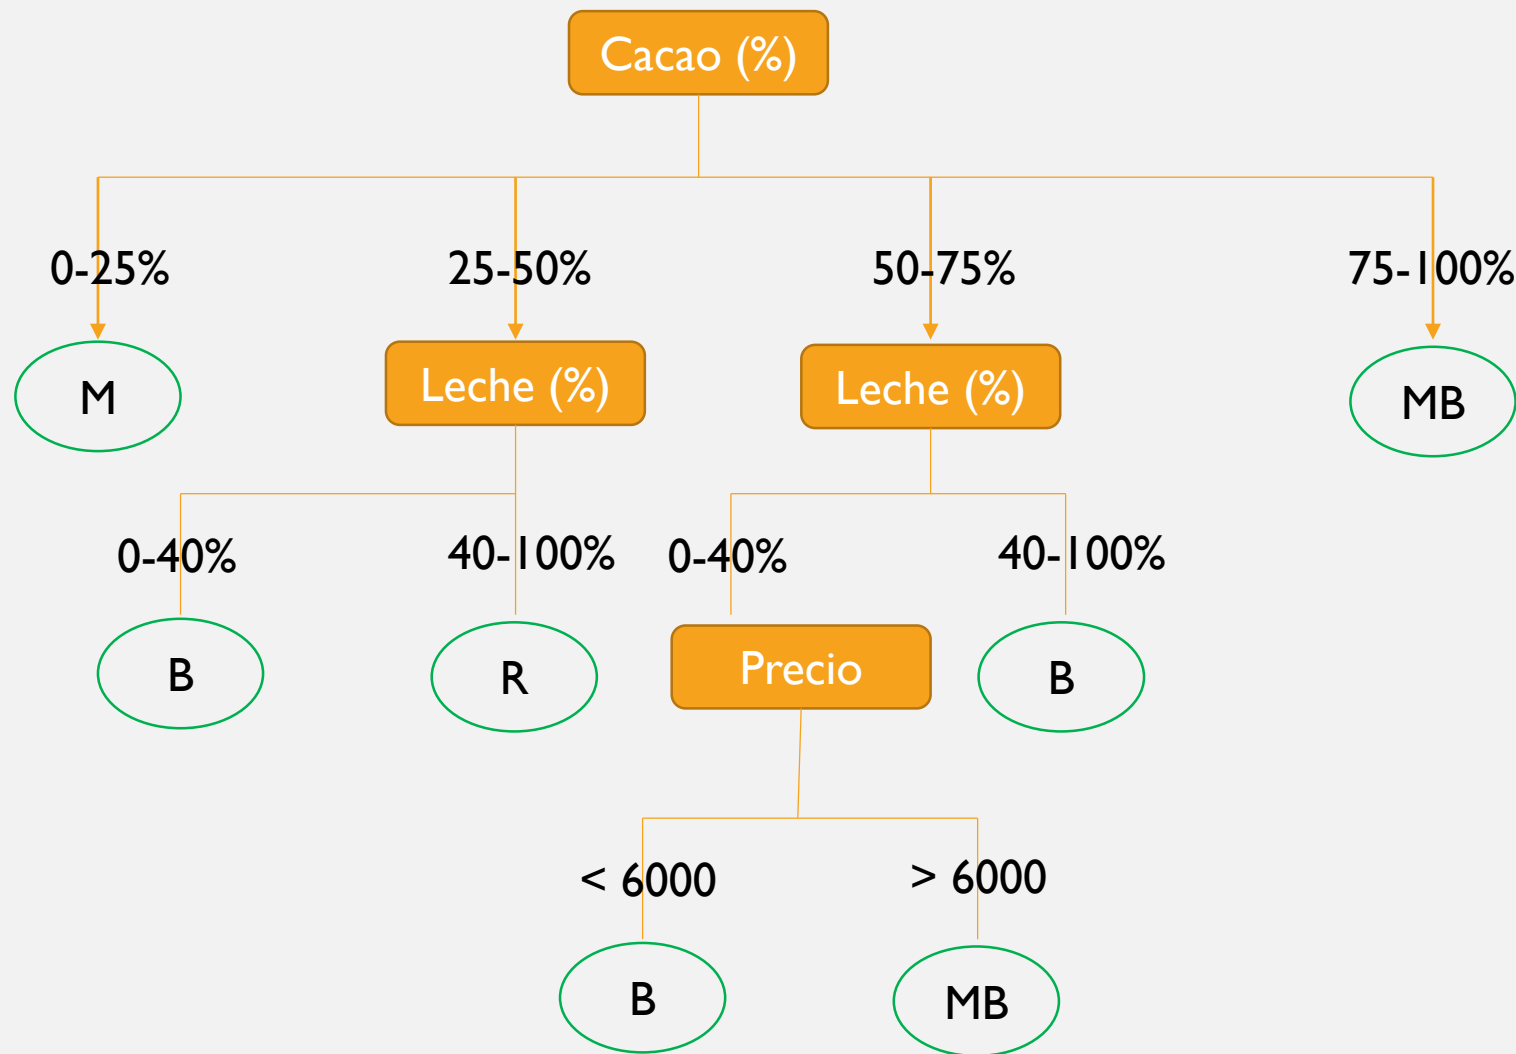 Cacao (%)
0-25%
25-50%
50-75%
75-100%
M
Leche (%)
Leche (%)
MB
0-40%
40-100%
0-40%
40-100%
B
R
Precio
B
< 6000
> 6000
B
MB